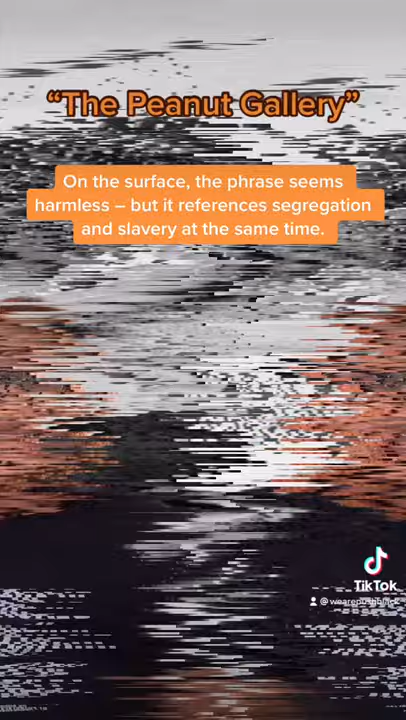 “The Peanut Gallery”
On the surface, the phrase seems
harmless – but it references segregation
and slavery at the same time.
TikTok
@wearepushblack